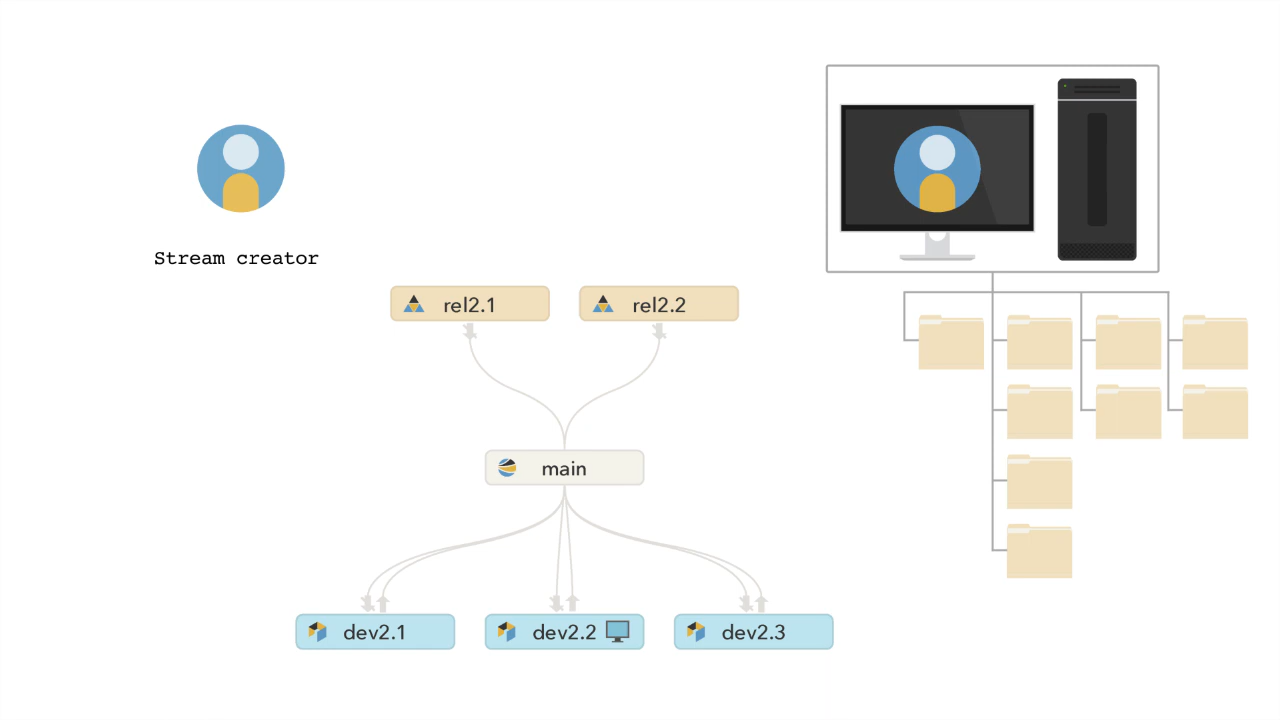 Stream creator
rel2.1
rel2.2
main
dev2.1
dev2.2
dev2.3